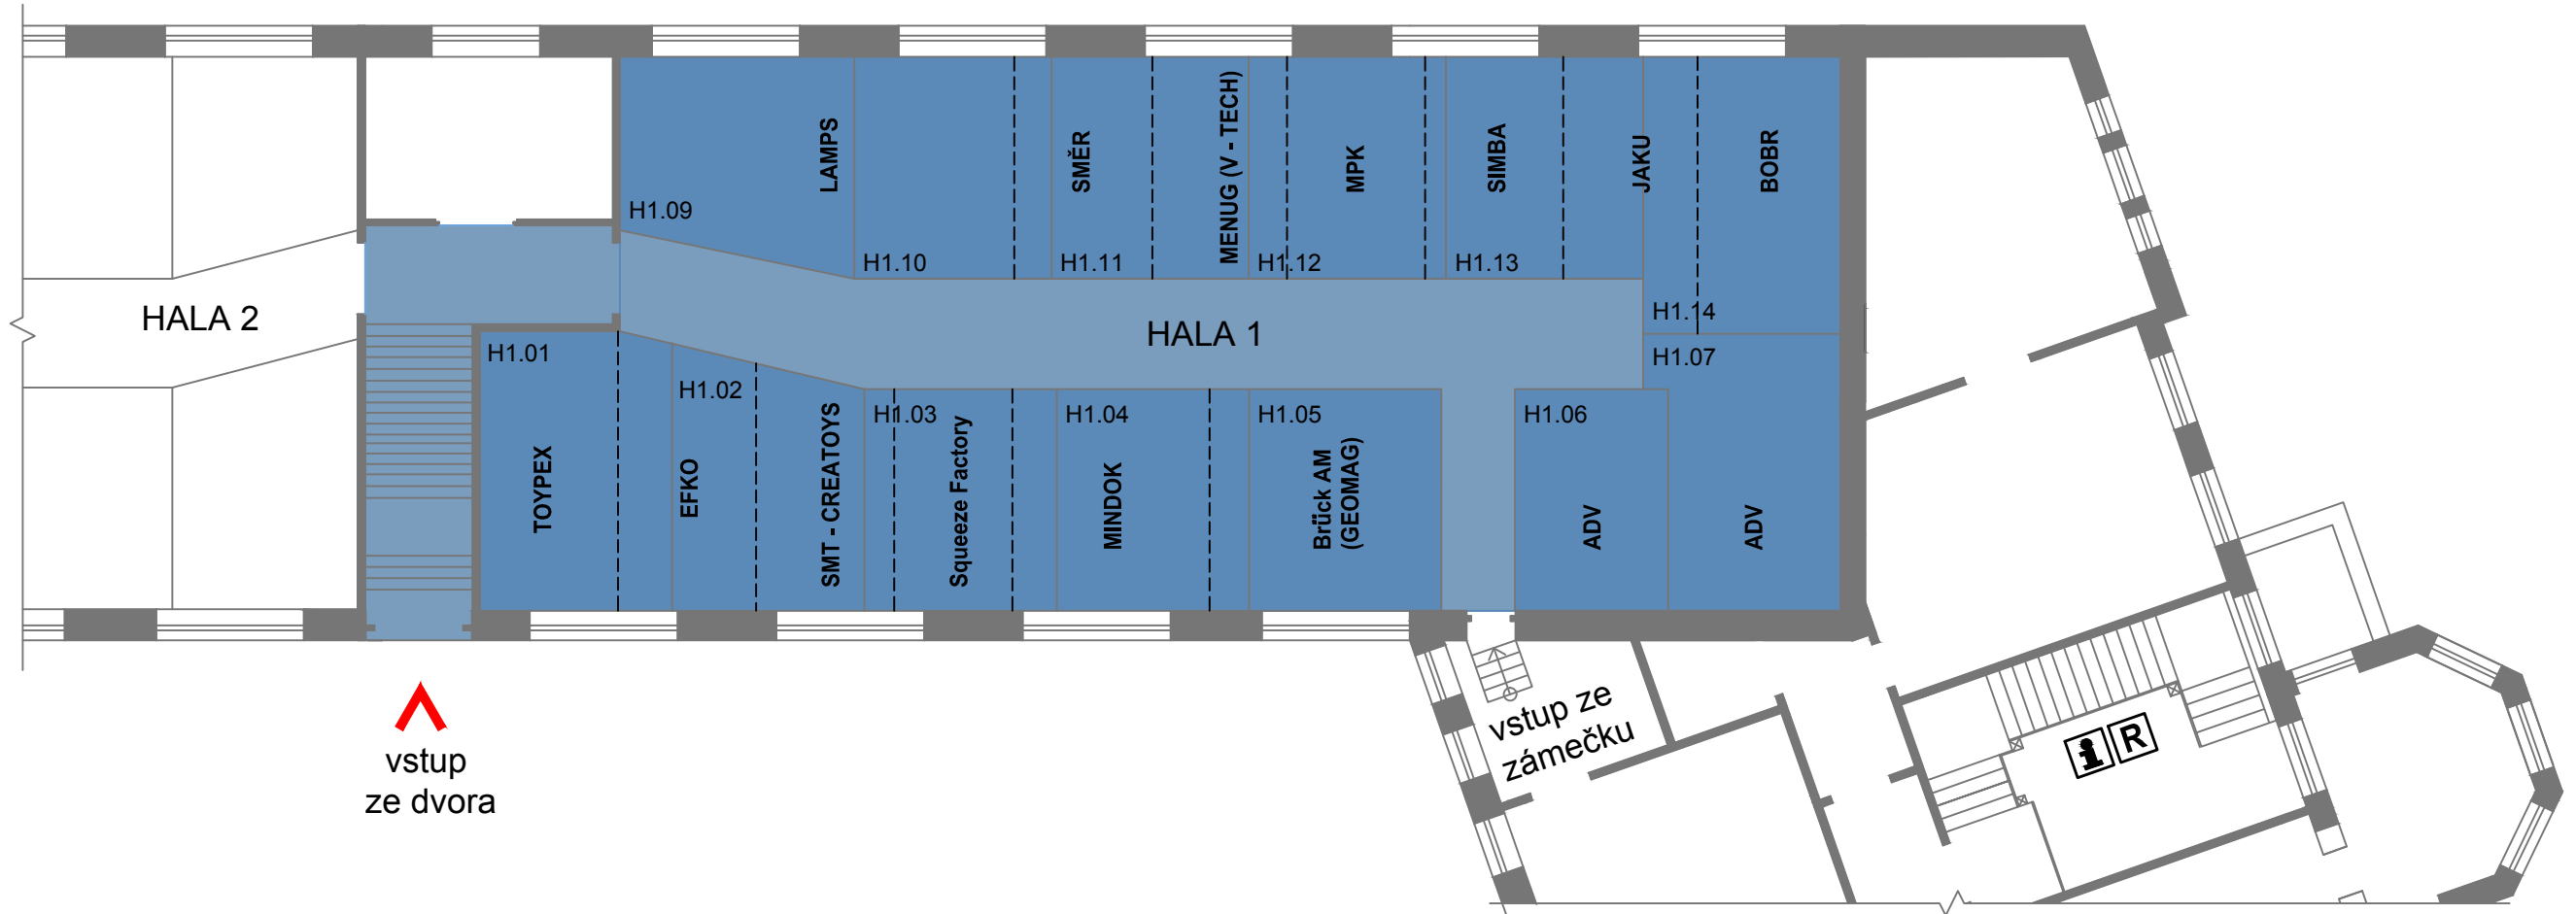 LAMPS
SMĚR
MENUG (V - TECH)
MPK
SIMBA
JAKU
BOBR
H1.09
H1.10
H1.11
H1.12
H1.13
H1.14
HALA 2
HALA 1
H1.01
H1.02
H1.03
H1.04
H1.05
H1.06
H1.07
TOYPEX
EFKO
SMT - CREATOYS
Squeeze Factory
MINDOK
Brück AM
(GEOMAG)
ADV
ADV
vstup
ze dvora
vstup ze
zámečku
i R